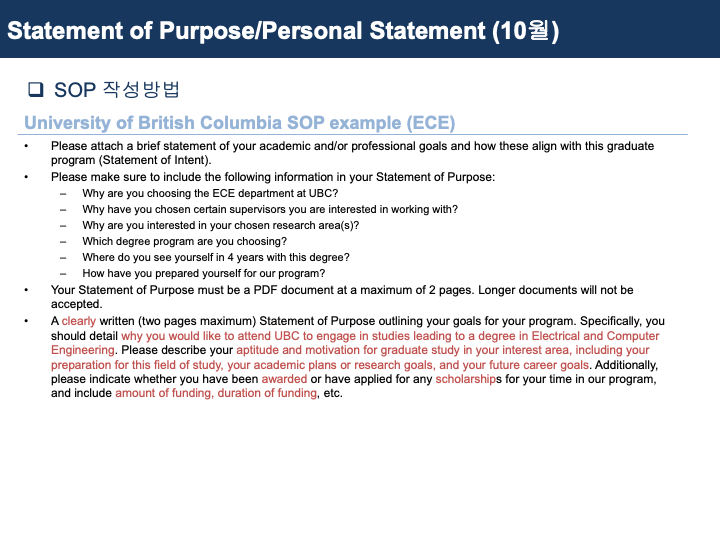 Statement of Purpose/Personal Statement (10월)
❑ SOP 작성방법
University of British Columbia SOP example (ECE)
• Please attach a brief statement of your academic and/or professional goals and how these align with this graduate
program (Statement of Intent).
• Please make sure to include the following information in your Statement of Purpose:
– Why are you choosing the ECE department at UBC?
– Why have you chosen certain supervisors you are interested in working with?
– Why are you interested in your chosen research area(s)?
– Which degree program are you choosing?
– Where do you see yourself in 4 years with this degree?
– How have you prepared yourself for our program?
• Your Statement of Purpose must be a PDF document at a maximum of 2 pages. Longer documents will not be
accepted.
• A clearly written (two pages maximum) Statement of Purpose outlining your goals for your program. Specifically, you
should detail why you would like to attend UBC to engage in studies leading to a degree in Electrical and Computer
Engineering. Please describe your aptitude and motivation for graduate study in your interest area, including your
preparation for this field of study, your academic plans or research goals, and your future career goals. Additionally,
please indicate whether you have been awarded or have applied for any scholarships for your time in our program,
and include amount of funding, duration of funding, etc.